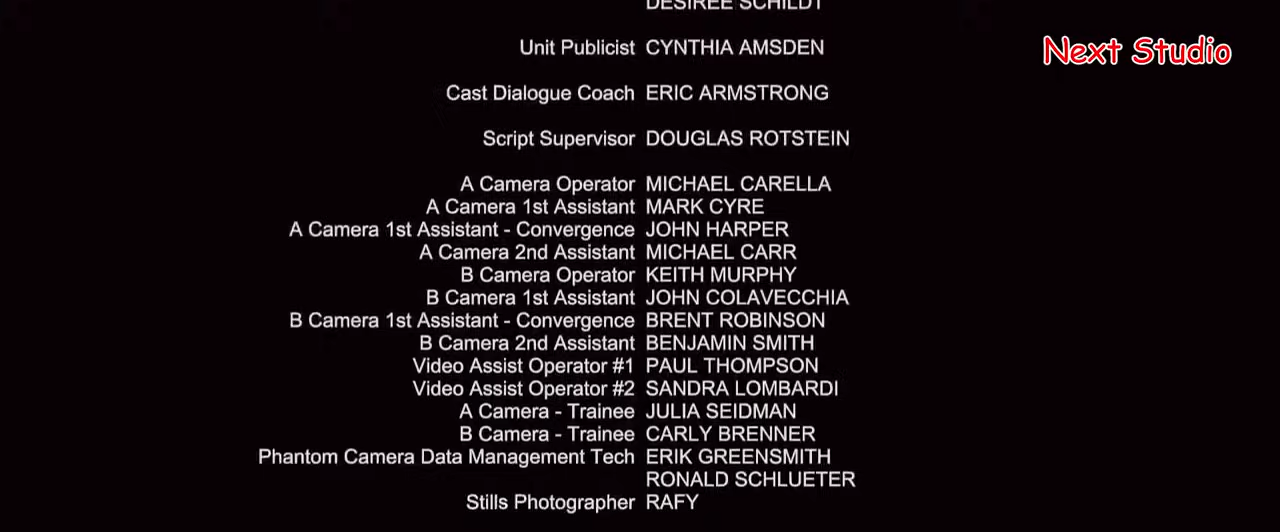 DESIREE SCHILDT
Next Studio
Unit Publicist CYNTHIA AMSDEN
Cast Dialogue Coach ERIC ARMSTRONG
Script Supervisor DOUGLAS ROTSTEIN
A Camera Operator MICHAEL CARELLA
A Camera 1st Assistant MARK CYRE
A Camera 1st Assistant - Convergence JOHN HARPER
A Camera 2nd Assistant MICHAEL CARR
B Camera Operator KEITH MURPHY
B Camera 1st Assistant JOHN COLAVECCHIA
B Camera 1st Assistant - Convergence BRENT ROBINSON
B Camera 2nd Assistant BENJAMIN SMITH
Video Assist Operator #1 PAUL THOMPSON
Video Assist Operator #2 SANDRA LOMBARDI
A Camera - Trainee JULIA SEIDMAN
B Camera - Trainee CARLY BRENNER
Phantom Camera Data Management Tech ERIK GREENSMITH
RONALD SCHLUETER
Stills Photographer RAFY